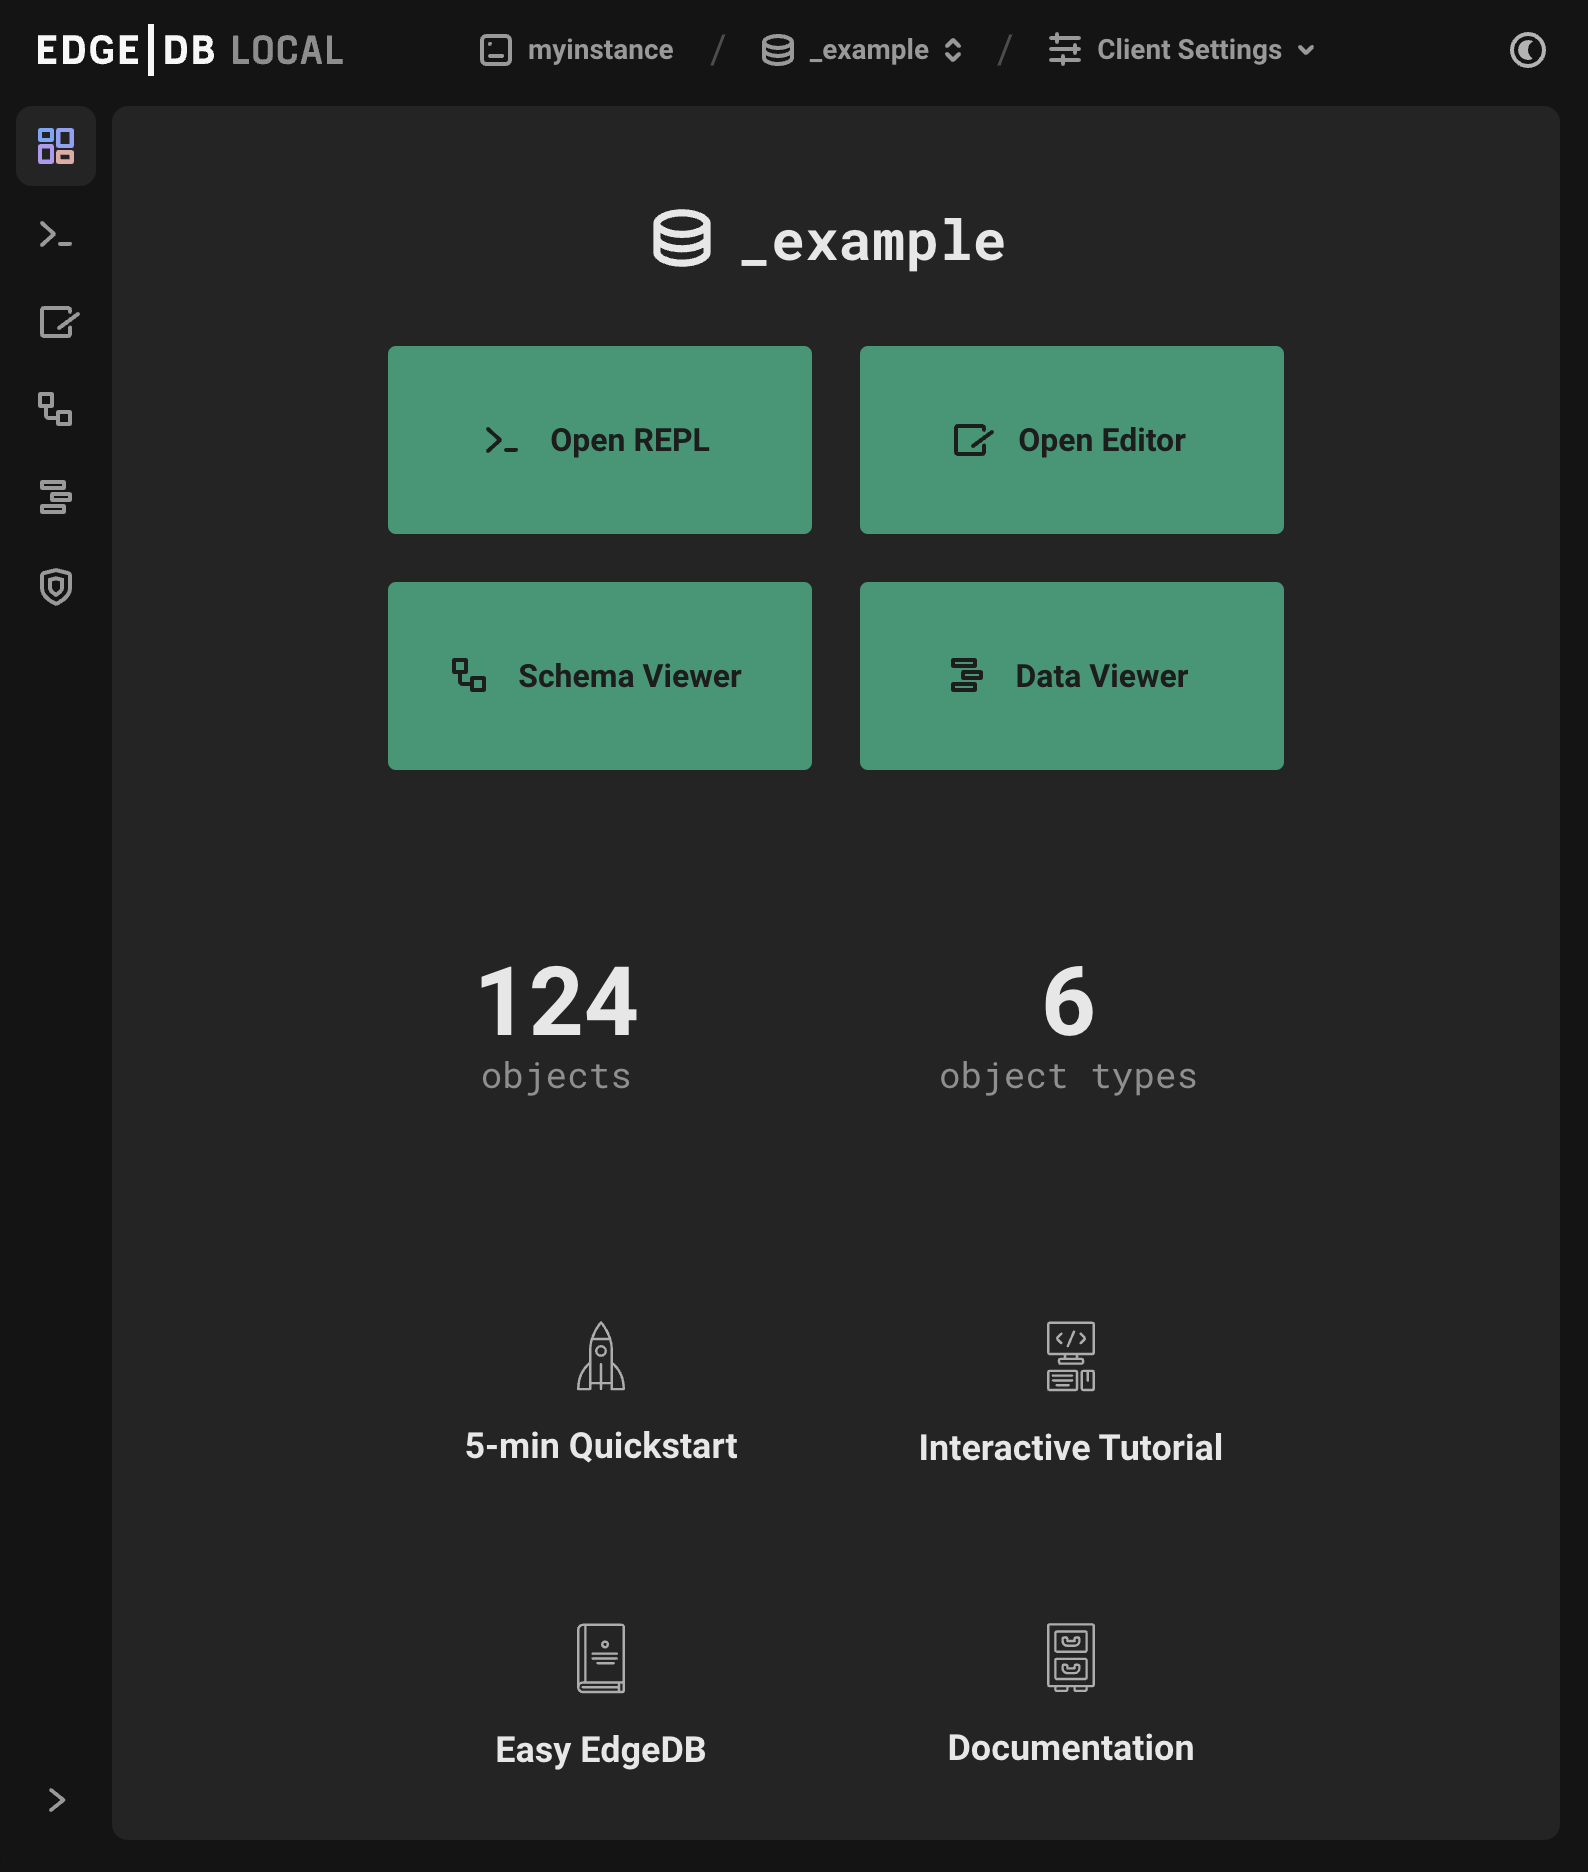 EDGE|DB LOCAL
myinstance / _example / Client Settings
_example
Open REPL
Open Editor
Schema Viewer
Data Viewer
124
objects
6
object types
5-min Quickstart
Interactive Tutorial
Easy EdgeDB
Documentation